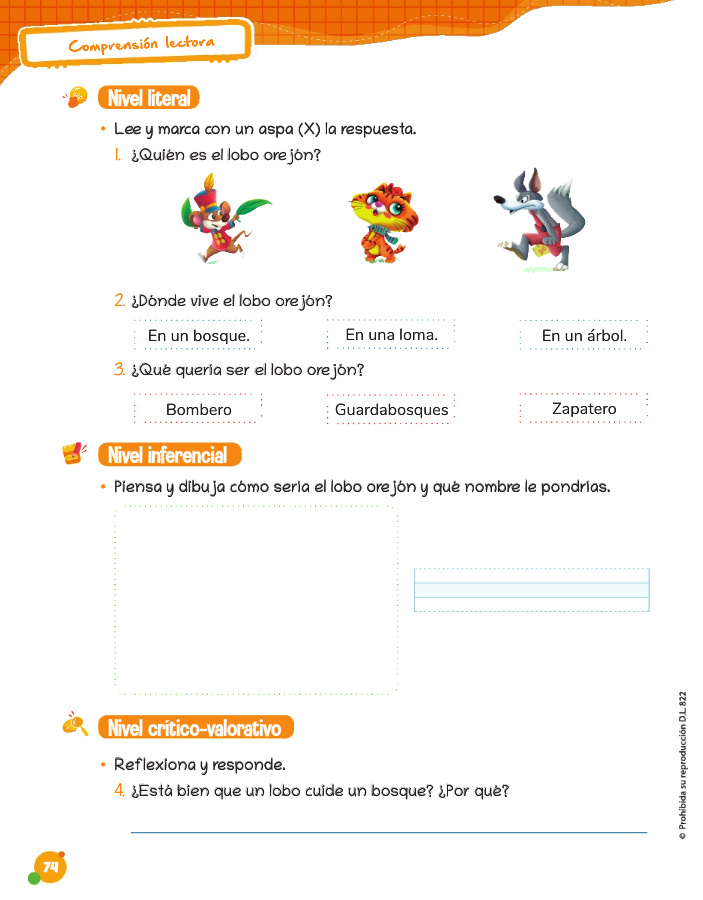 Comprensión lectora
Nivel literal
• Lee y marca con un aspa (X) la respuesta.
1. ¿Quién es el lobo orejón?
2. ¿Dónde vive el lobo orejón?
En un bosque. En una loma. En un árbol.
3. ¿Qué quería ser el lobo orejón?
Bombero Guardabosques Zapatero
Nivel inferencial
• Piensa y dibuja cómo sería el lobo orejón y qué nombre le pondrías.
Nivel crítico-valorativo
• Reflexiona y responde.
4. ¿Está bien que un lobo cuide un bosque? ¿Por qué?
© Prohibida su reproducción D.L. 822
74